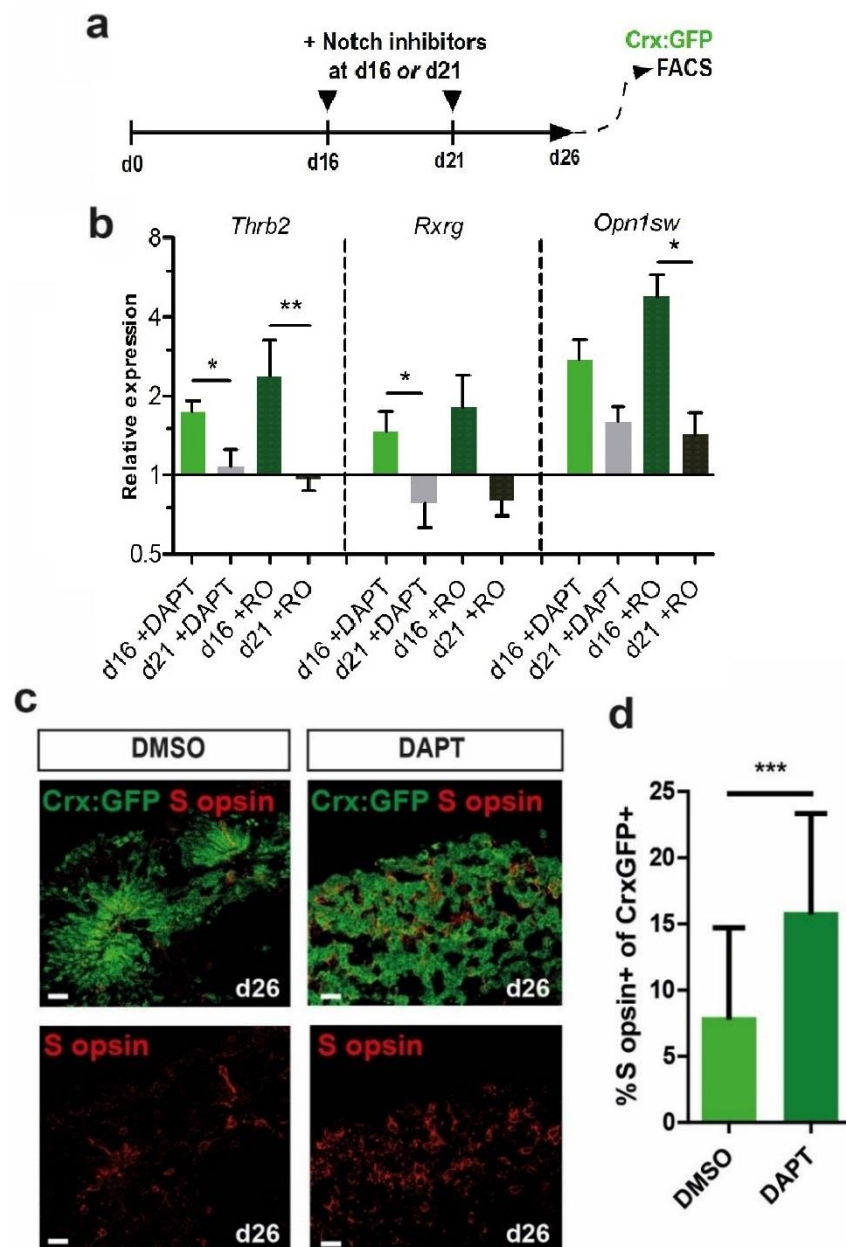 a
+ Notch inhibitors
at d16 or d21
Crx:GFP
FACS
d0
d16
d21
d26
b
Thrb2
Rxrg
Opn1sw
Relative expression
8
4
2
1
0.5
*
**
*
*
d16 +DAPT
d21 +DAPT
d16 +RO
d21 +RO
d16 +DAPT
d21 +DAPT
d16 +RO
d21 +RO
d16 +DAPT
d21 +DAPT
d16 +RO
d21 +RO
c
DMSO
DAPT
Crx:GFP S opsin
d26
Crx:GFP S opsin
d26
S opsin
d26
S opsin
d26
d
***
%S opsin+ of CrxGFP+
25
20
15
10
5
0
DMSO
DAPT